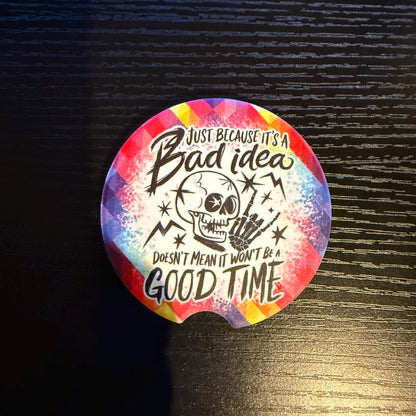 JUST BECAUSE IT'S A
Bad idea
DOESN'T MEAN IT WON'T BE A
GOOD TIME